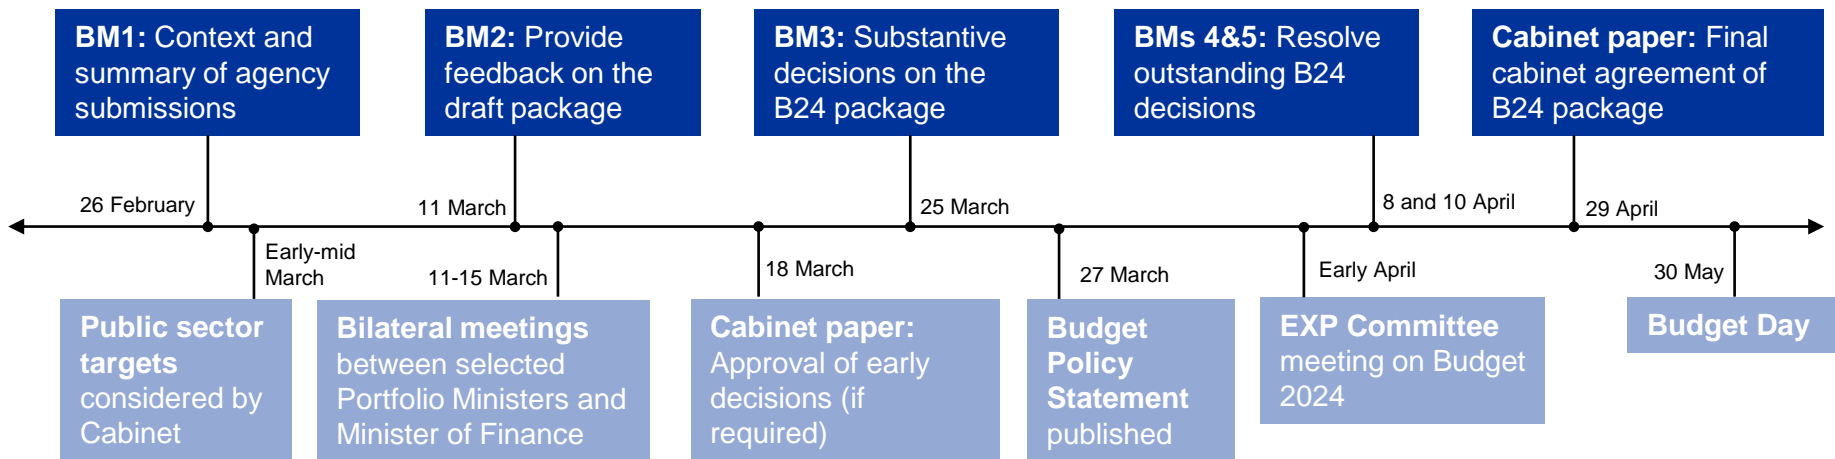 BM1: Context and
summary of agency
submissions
BM2: Provide
feedback on the
draft package
BM3: Substantive
decisions on the
B24 package
BMs 4&5: Resolve
outstanding B24
decisions
Cabinet paper: Final
cabinet agreement of
B24 package
26 February
11 March
25 March
8 and 10 April
29 April
Early-mid
March
11-15 March
18 March
27 March
Early April
30 May
Public sector
targets
considered by
Cabinet
Bilateral meetings
between selected
Portfolio Ministers and
Minister of Finance
Cabinet paper:
Approval of early
decisions (if
required)
Budget
Policy
Statement
published
EXP Committee
meeting on Budget
2024
Budget Day